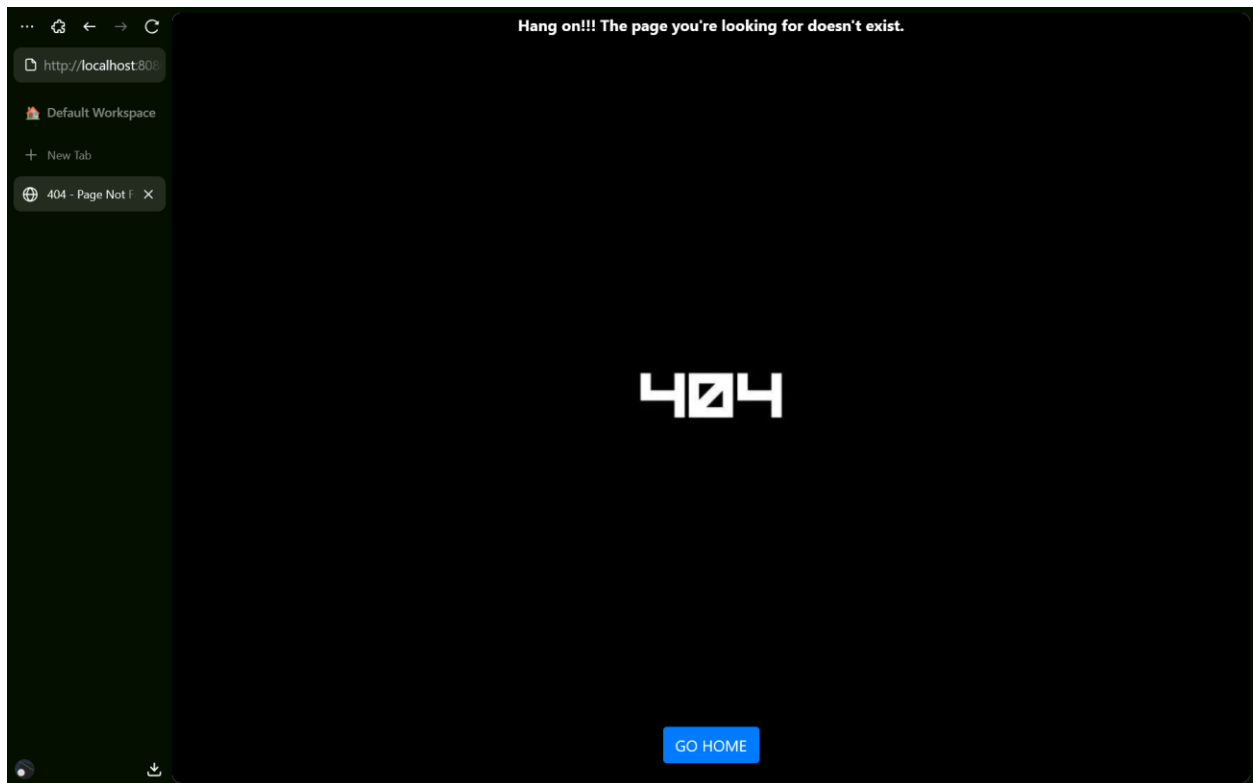 http://localhost:808
Default Workspace
New Tab
404 - Page Not F
Hang on!!! The page you're looking for doesn't exist.
404
GO HOME